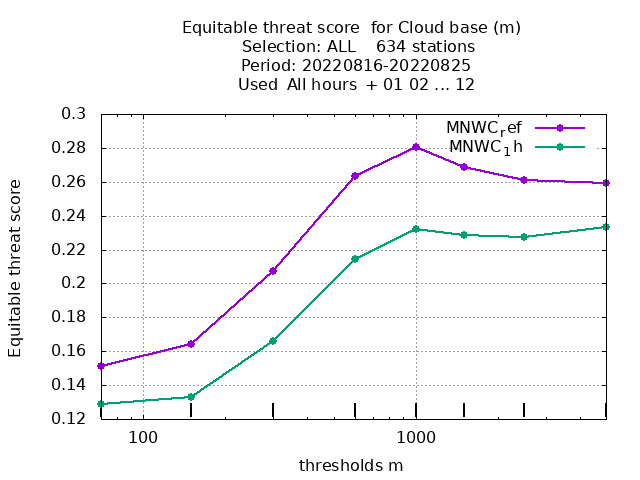 Equitable threat score for Cloud base (m)
Selection: ALL 634 stations
Period: 20220816-20220825
Used All hours + 01 02 ... 12
0.3
0.28
0.26
0.24
0.22
0.2
0.18
0.16
0.14
0.12
Equitable threat score
MNWCref
MNWC1h
100 1000
thresholds m